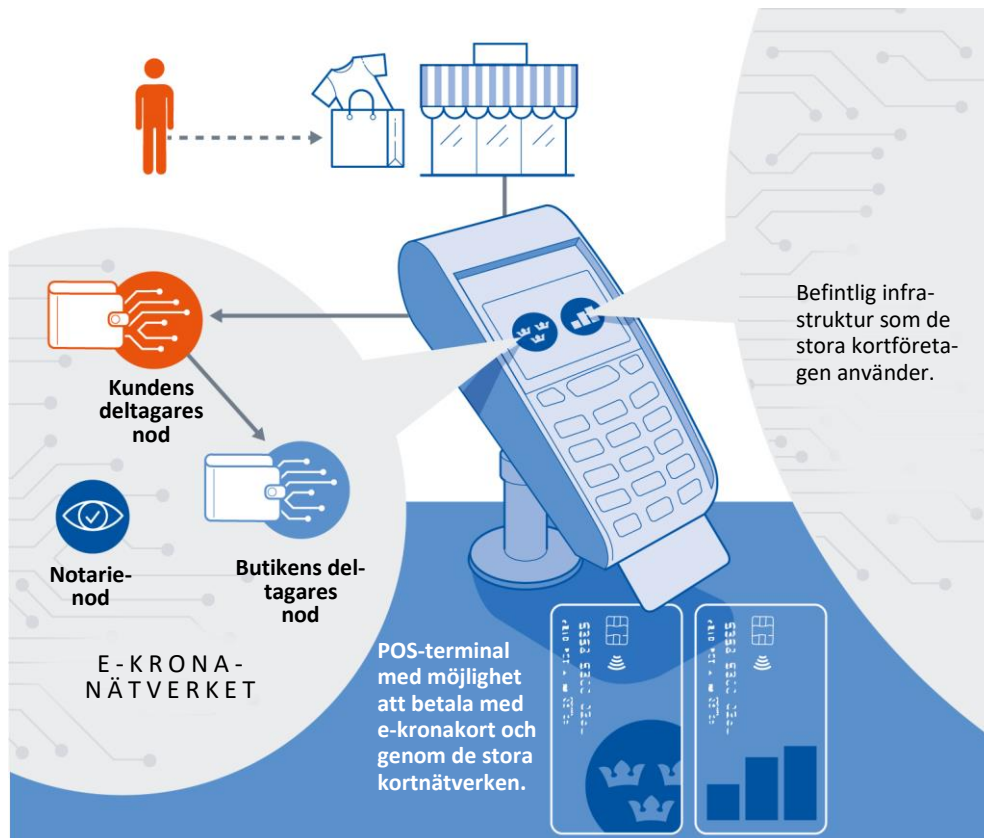 Befintlig infra-
struktur som de
stora kortföreta-
gen använder.
Kundens
deltagares
nod
Notarie-
nod
Butikens del-
tagares
nod
E-KRONA-
NÄTVERKET
POS-terminal
med möjlighet
att betala med
e-kronakort och
genom de stora
kortnätverken.